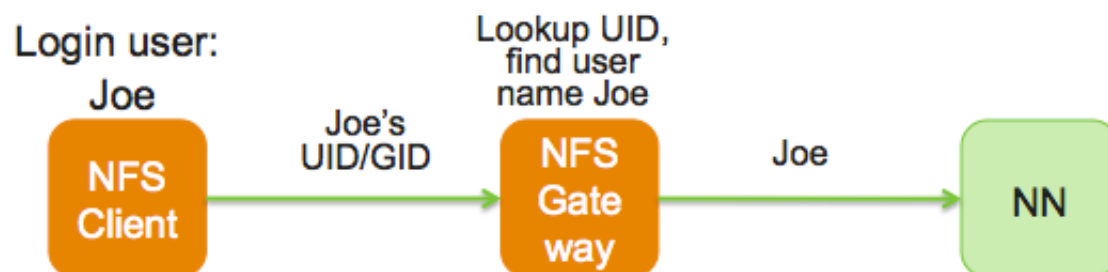 Login user:
Joe
NFS
Client
Joe's
UID/GID
Lookup UID,
find user
name Joe
NFS
Gate
way
Joe
NN